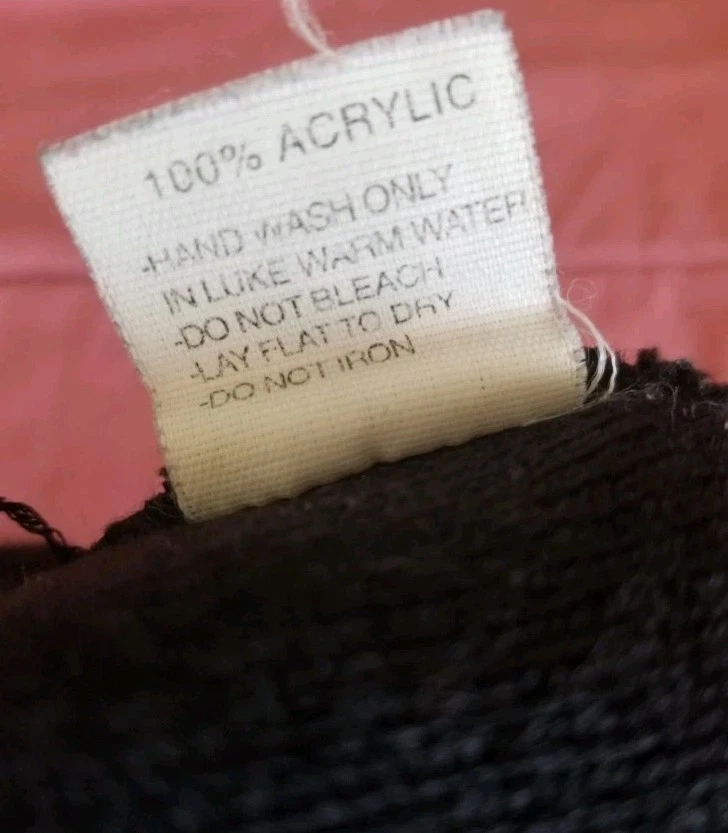 100% ACRYLIC
-HAND WASH ONLY
IN LUKE WARM WATER
-DO NOT BLEACH
-LAY FLAT TO DRY
-DO NOT IRON